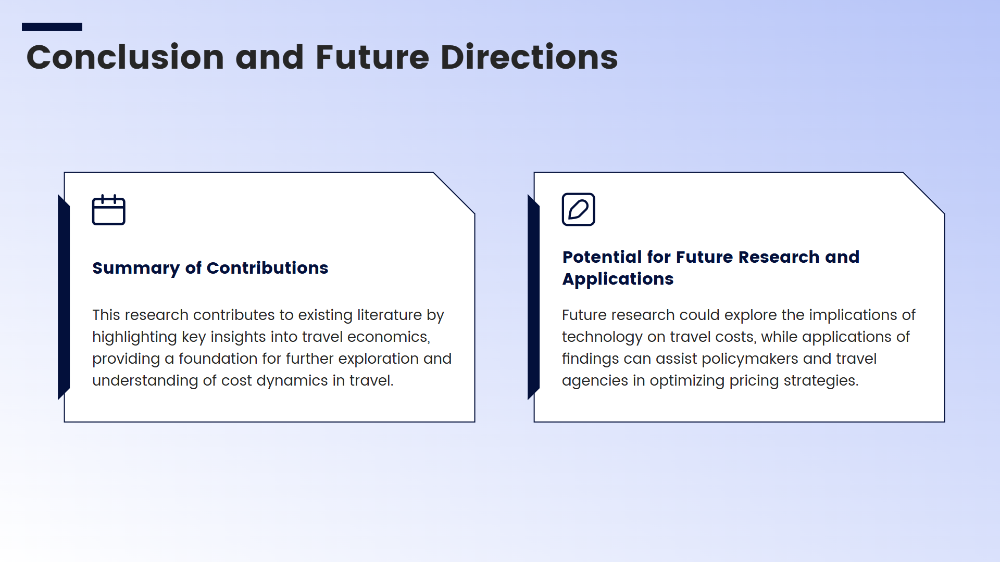 Conclusion and Future Directions
Summary of Contributions
This research contributes to existing literature by
highlighting key insights into travel economics,
providing a foundation for further exploration and
understanding of cost dynamics in travel.
Potential for Future Research and
Applications
Future research could explore the implications of
technology on travel costs, while applications of
findings can assist policymakers and travel
agencies in optimizing pricing strategies.